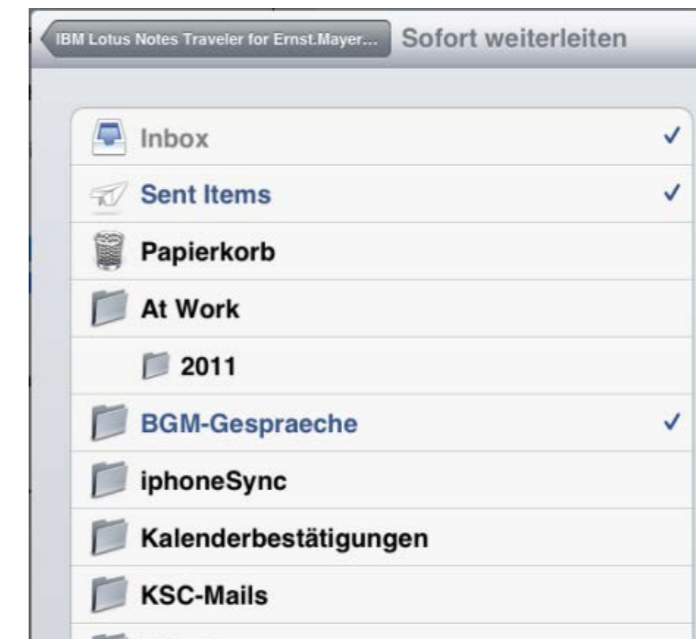 IBM Lotus Notes Traveler for Ernst.Mayer...
Sofort weiterleiten
Inbox
Sent Items
Papierkorb
At Work
2011
BGM-Gespraeche
iphoneSync
Kalenderbestätigungen
KSC-Mails